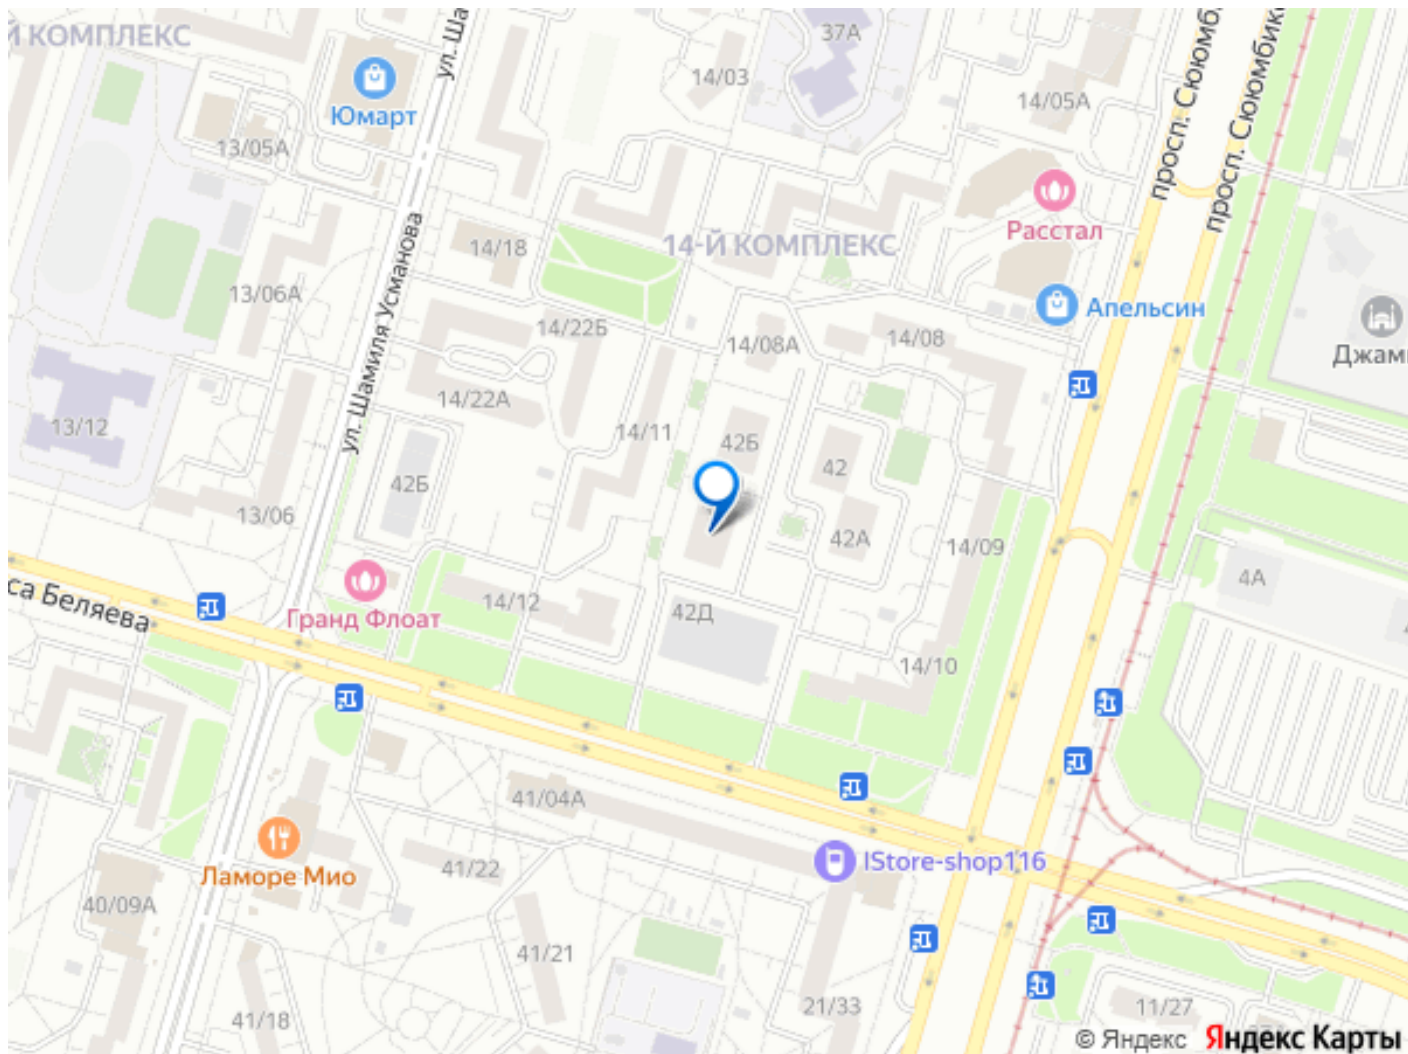 Й КОМПЛЕКС
ул. Ша
37А
просп. Сююмб
просп. Сююмбике
14/03
Юмарт
14/05А
13/05А
Расстал
ул. Шамиля Усманова
14/18
14-Й КОМПЛЕКС
13/06А
Апельсин
14/22Б
14/08А
14/08
Джами
14/22А
13/12
14/11
42Б
42
42Б
13/06
42А
14/09
4А
са Беляева
Гранд Флоат
14/12
42Д
14/10
41/04А
IStore-shop116
41/22
Ламоре Мио
40/09А
41/21
41/18
21/33
11/27
© Яндекс Яндекс Карты